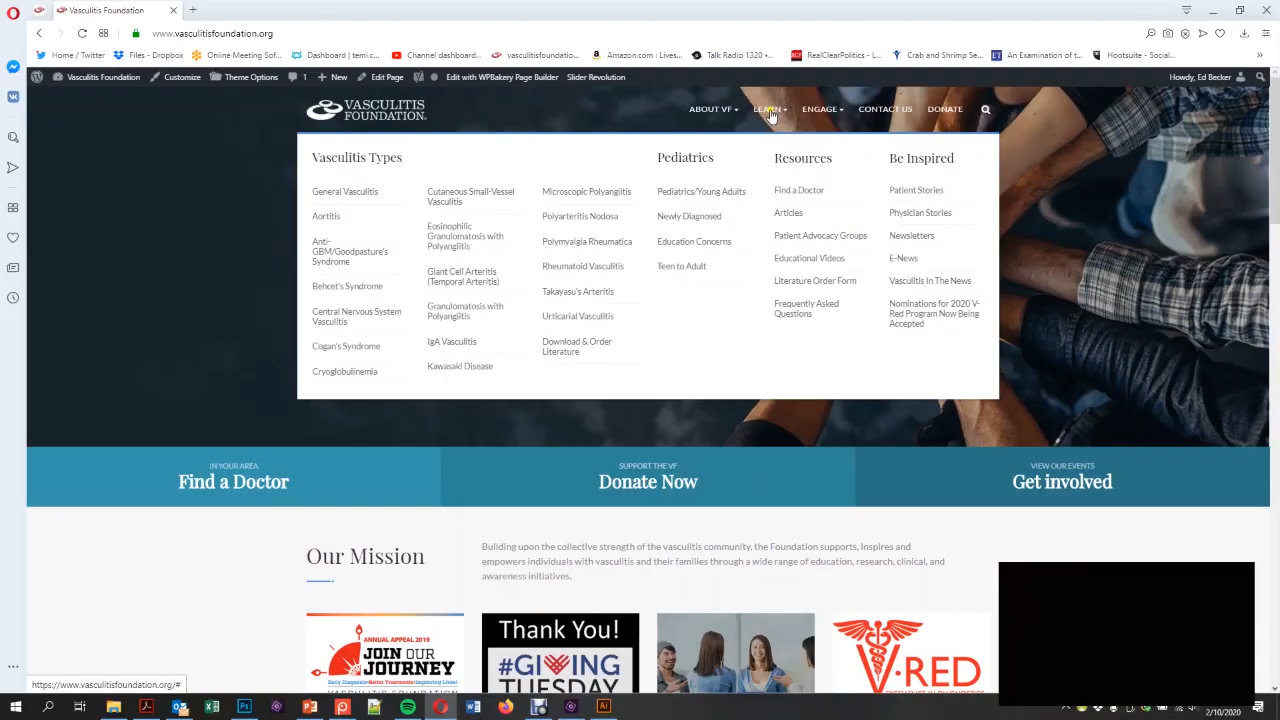 Vasculitis Foundation
www.vasculitisfoundation.org
Home / Twitter
Files - Dropbox
Online Meeting Sof...
Dashboard | temi.c...
Channel dashboard...
vasculitisfoundatio...
Amazon.com : Lives...
Talk Radio 1320 •...
RealClearPolitics - L...
Crab and Shrimp Se...
An Examination of t...
Hootsuite - Social...
Vasculitis Foundation
Customize
Theme Options
1
New
Edit Page
Edit with WPBakery Page Builder
Slider Revolution
Howdy, Ed Becker
VASCULITIS
FOUNDATION
ABOUT VF
LEARN
ENGAGE
CONTACT US
DONATE
Vasculitis Types
General Vasculitis
Aortitis
Anti-
GBM/Goodpasture's
Syndrome
Behcet's Syndrome
Central Nervous System
Vasculitis
Cogan's Syndrome
Cryoglobulinemia
Cutaneous Small-Vessel
Vasculitis
Eosinophilic
Granulomatosis with
Polyangiitis
Giant Cell Arteritis
(Temporal Arteritis)
Granulomatosis with
Polyangiitis
IgA Vasculitis
Kawasaki Disease
Microscopic Polyangiitis
Polyarteritis Nodosa
Polymyalgia Rheumatica
Rheumatoid Vasculitis
Takayasu's Arteritis
Urticarial Vasculitis
Download & Order
Literature
Pediatrics
Pediatrics/Young Adults
Newly Diagnosed
Education Concerns
Teen to Adult
Resources
Find a Doctor
Articles
Patient Advocacy Groups
Educational Videos
Literature Order Form
Frequently Asked
Questions
Be Inspired
Patient Stories
Physician Stories
Newsletters
E-News
Vasculitis In The News
Nominations for 2020 V-
Red Program Now Being
Accepted
IN YOUR AREA
Find a Doctor
SUPPORT THE VF
Donate Now
VIEW OUR EVENTS
Get involved
Our Mission
Building upon the collective strength of the vasculitis community, the Foundation supports, inspires and
empowers individuals with vasculitis and their families through a wide range of education, research, clinical, and
awareness initiatives.
ANNUAL APPEAL 2019
JOIN OUR
JOURNEY
Early Diagnosis•Better Treatments•Improving Lives!
VASCULITIS FOUNDATION
Thank You!
#GIVING
TUESDAY
V-RED
https://www.vasculitisfoundation.org/#
2/10/2020